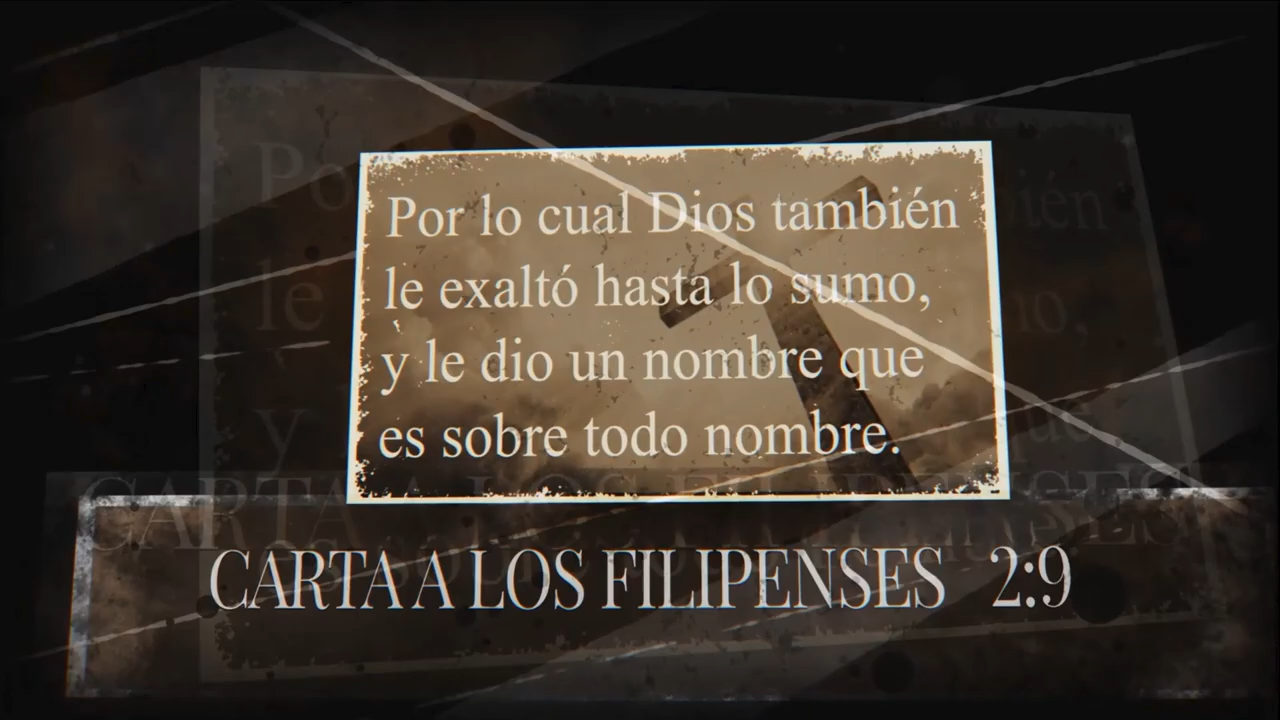 Por lo cual Dios también
le exaltó hasta lo sumo,
y le dio un nombre que
es sobre todo nombre.
CARTA A LOS FILIPENSES 2:9